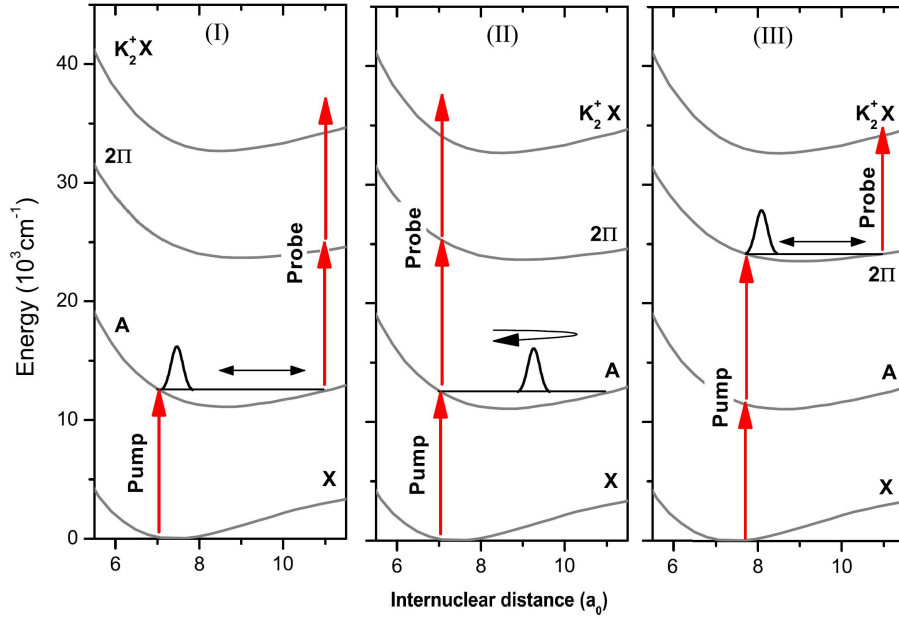 Energy (10³cm⁻¹)
40
30
20
10
0
(I)
K₂⁺X
2Π
A
X
Pump
Probe
6 8 10
(II)
K₂⁺X
2Π
A
X
Pump
Probe
6 8 10
(III)
K₂⁺X
2Π
A
X
Pump
Probe
6 8 10
Internuclear distance (a₀)